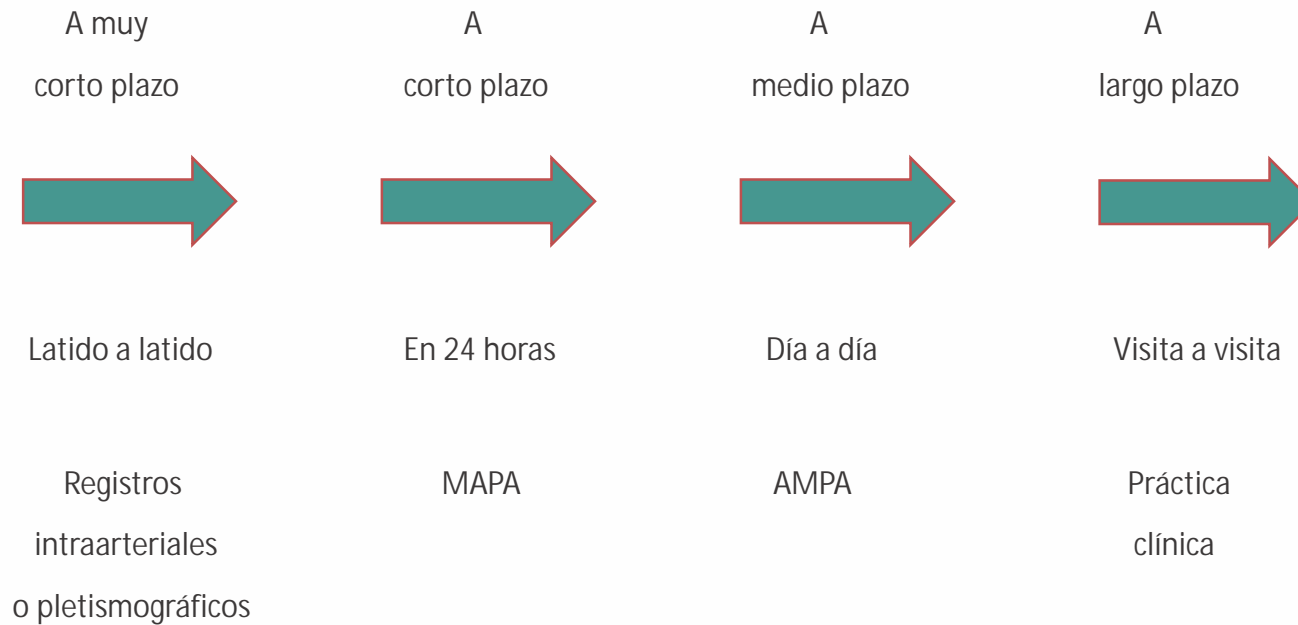 A muy
corto plazo
A
corto plazo
A
medio plazo
A
largo plazo
Latido a latido
En 24 horas
Día a día
Visita a visita
Registros
intraarteriales
o pletismográficos
MAPA
AMPA
Práctica
clínica